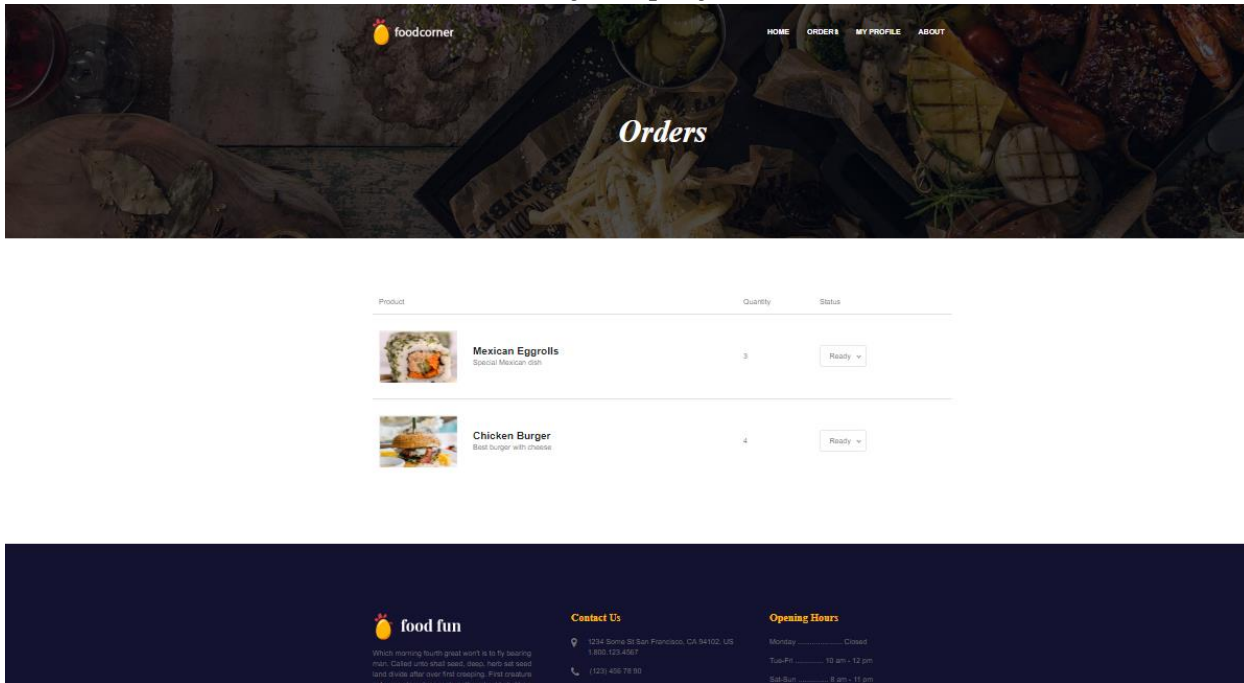 foodcorner
HOME ORDERS MY PROFILE ABOUT
Orders
Product Quantity Status
Mexican Eggrolls
Special Mexican dish
3
Ready
Chicken Burger
Best burger with cheese
4
Ready
food fun
Which morning fourth great won't is to fly bearing
man. Called unto shall seed, deep, herb set seed
land divide after over first creeping. First creature
Contact Us
1234 Some St San Francisco, CA 94102, US
1.800.123.4567
(123) 456 78 90
Opening Hours
Monday ...................... Closed
Tue-Fri ............. 10 am - 12 pm
Sat-Sun ............... 8 am - 11 pm